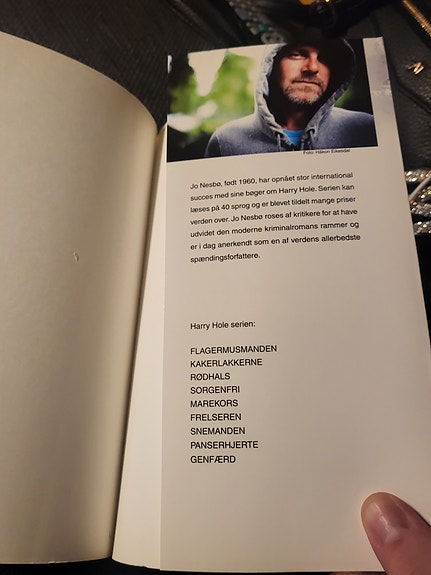 Foto: Håkon Eikesdal
Jo Nesbø, født 1960, har opnået stor international
succes med sine bøger om Harry Hole. Serien kan
læses på 40 sprog og er blevet tildelt mange priser
verden over. Jo Nesbø roses af kritikere for at have
udvidet den moderne kriminalromans rammer og
er i dag anerkendt som en af verdens allerbedste
spændingsforfattere.
Harry Hole serien:
FLAGERMUSMANDEN
KAKERLAKKERNE
RØDHALS
SORGENFRI
MAREKORS
FRELSEREN
SNEMANDEN
PANSERHJERTE
GENFÆRD